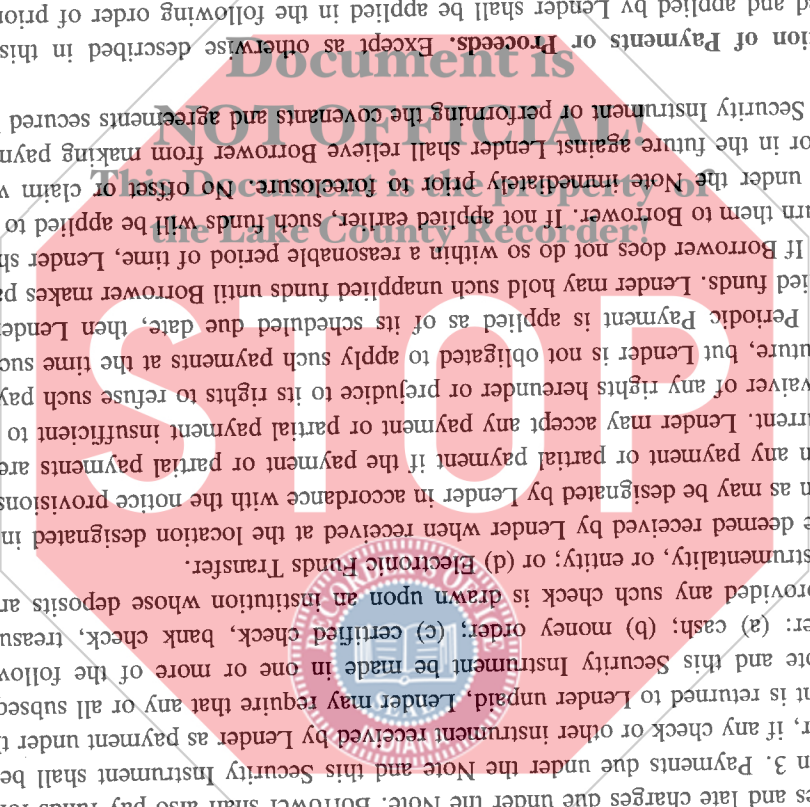 es and late charges due under the Note. Borrower shall also pay funds for
n 3. Payments due under the Note and this Security Instrument shall be
r, if any check or other instrument received by Lender as payment under t
nt is returned to Lender unpaid, Lender may require that any or all subseq
ote and this Security Instrument be made in one or more of the follow
er: (a) cash; (b) money order; (c) certified check, bank check, treasu
provided any such check is drawn upon an institution whose deposits ar
strumentality, or entity; or (d) Electronic Funds Transfer.
e deemed received by Lender when received at the location designated in
n as may be designated by Lender in accordance with the notice provisions
n any payment or partial payment if the payment or partial payments are
urrent. Lender may accept any payment or partial payment insufficient to
waiver of any rights hereunder or prejudice to its rights to refuse such pay
uture, but Lender is not obligated to apply such payments at the time suc
Periodic Payment is applied as of its scheduled due date, then Lender
ied funds. Lender may hold such unapplied funds until Borrower makes pa
If Borrower does not do so within a reasonable period of time, Lender sh
urn them to Borrower. If not applied earlier, such funds will be applied to
under the Note immediately prior to foreclosure. No offset or claim w
or in the future against Lender shall relieve Borrower from making paym
Security Instrument or performing the covenants and agreements secured
tion of Payments or Proceeds. Except as otherwise described in this
d and applied by Lender shall be applied in the following order of prior
Document is
NOT OFFICIAL!
This Document is the property of
the Lake County Recorder!
STOP